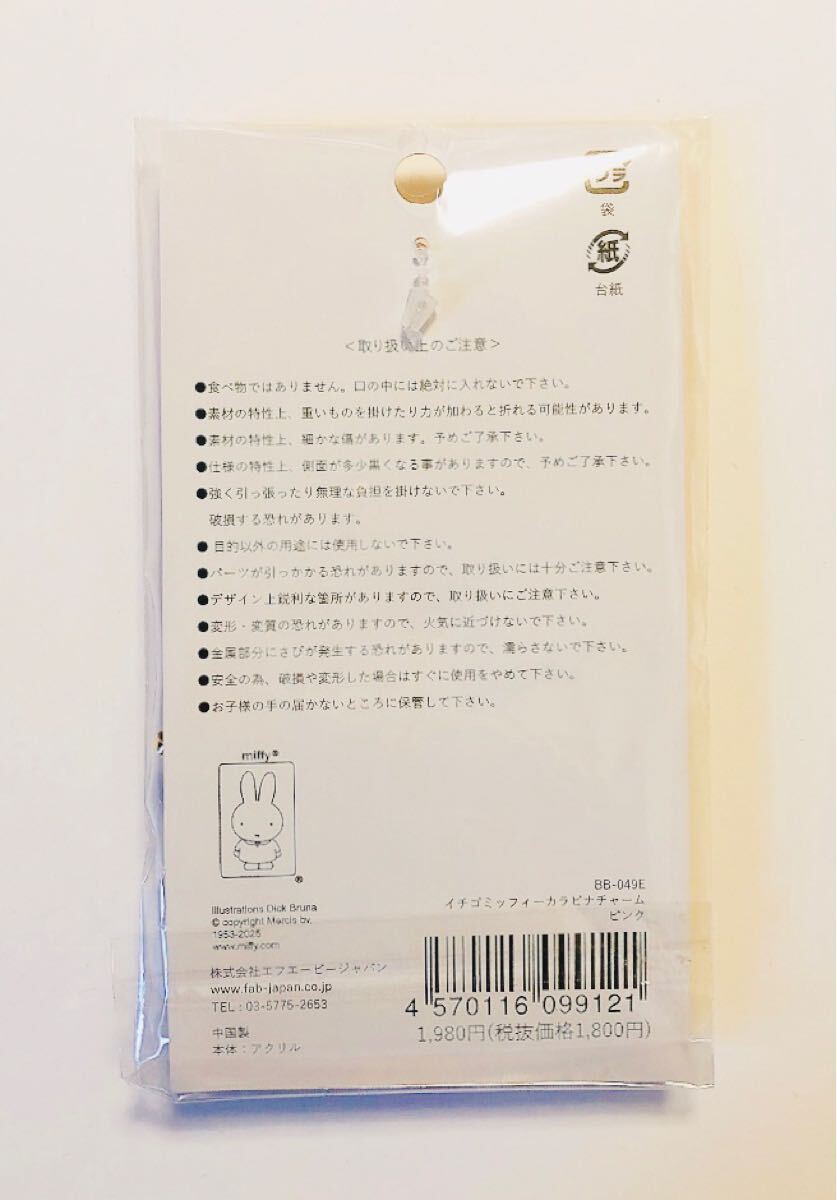 プラ
袋
紙
台紙
<取り扱い上のご注意>
●食べ物ではありません。口の中には絶対に入れないで下さい。
●素材の特性上、重いものを掛けたり力が加わると折れる可能性があります。
●素材の特性上、細かな傷があります。予めご了承下さい。
●仕様の特性上、側面が多少黒くなる事がありますので、予めご了承下さい。
●強く引っ張ったり無理な負担を掛けないで下さい。
破損する恐れがあります。
●目的以外の用途には使用しないで下さい。
●パーツが引っかかる恐れがありますので、取り扱いには十分ご注意下さい。
●デザイン上鋭利な箇所がありますので、取り扱いにご注意下さい。
●変形・変質の恐れがありますので、火気に近づけないで下さい。
●金属部分にさびが発生する恐れがありますので、濡らさないで下さい。
●安全の為、破損や変形した場合はすぐに使用をやめて下さい。
●お子様の手の届かないところに保管して下さい。
miffy®
®
Illustrations Dick Bruna
© copyright Mercis bv,
1953-2025
www.miffy.com
株式会社エフエービージャパン
www.fab-japan.co.jp
TEL:03-5775-2653
中国製
本体:アクリル
BB-049E
イチゴミッフィーカラビナチャーム
ピンク
4 570116 099121
1,980円(税抜価格1,800円)